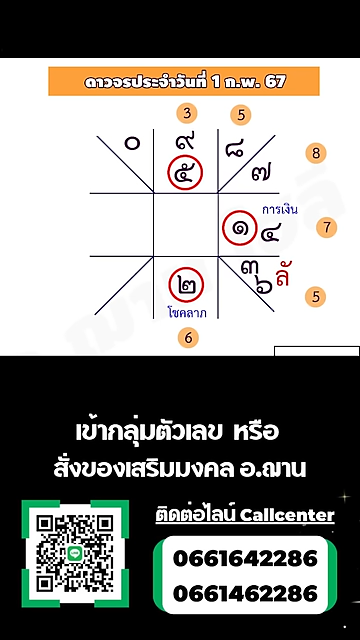 ดาวจรประจำวันที่ 1 ก.พ. 67
3
5
๐
๙
๘
๕
๗
8
การเงิน
๑
๔
7
๓
๖
ลั
๒
5
โชคลาภ
6
เข้ากลุ่มตัวเลข หรือ
สั่งของเสริมมงคล อ.ฌาน
ติดต่อไลน์ Callcenter
LINE
0661642286
0661462286